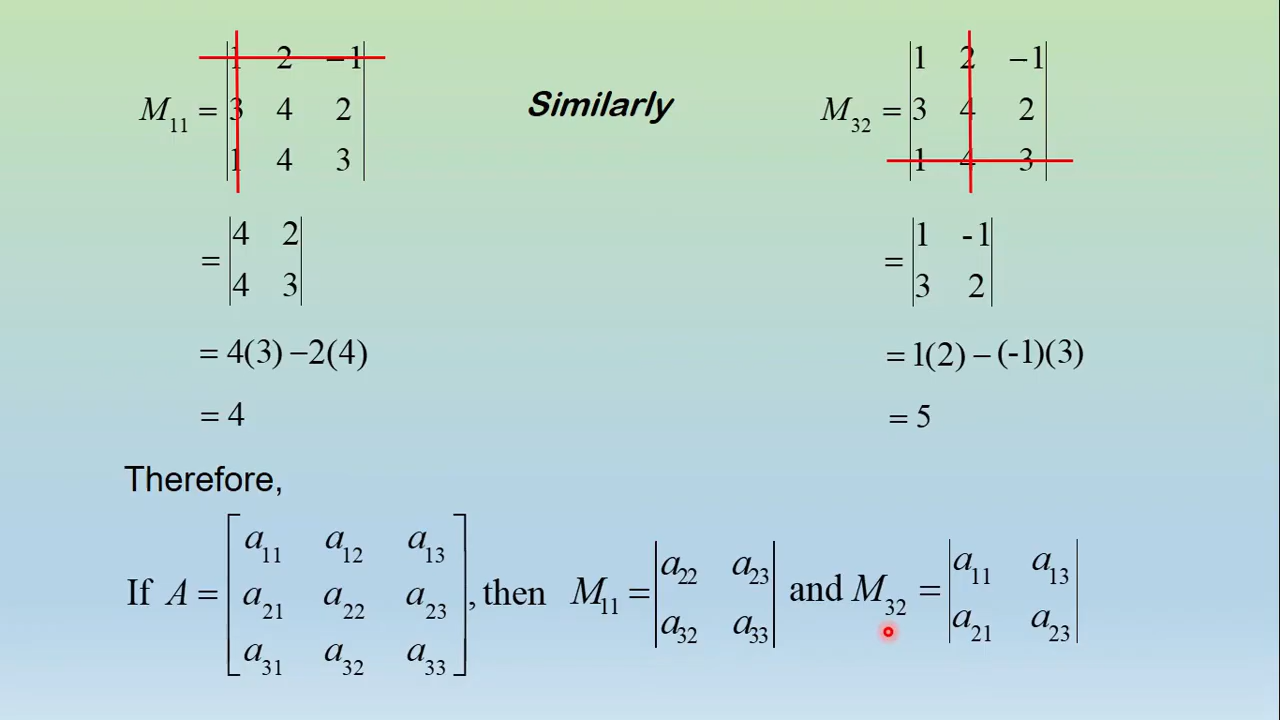 M₁₁ = |1 2 −1|
|3 4 2|
|1 4 3|
= |4 2|
|4 3|
= 4(3) −2(4)
= 4
Similarly
M₃₂ = |1 2 −1|
|3 4 2|
|1 4 3|
= |1 -1|
|3 2|
= 1(2) − (-1)(3)
= 5
Therefore,
If A = [a₁₁ a₁₂ a₁₃
a₂₁ a₂₂ a₂₃
a₃₁ a₃₂ a₃₃], then M₁₁ = |a₂₂ a₂₃
a₃₂ a₃₃| and M₃₂ = |a₁₁ a₁₃
a₂₁ a₂₃|